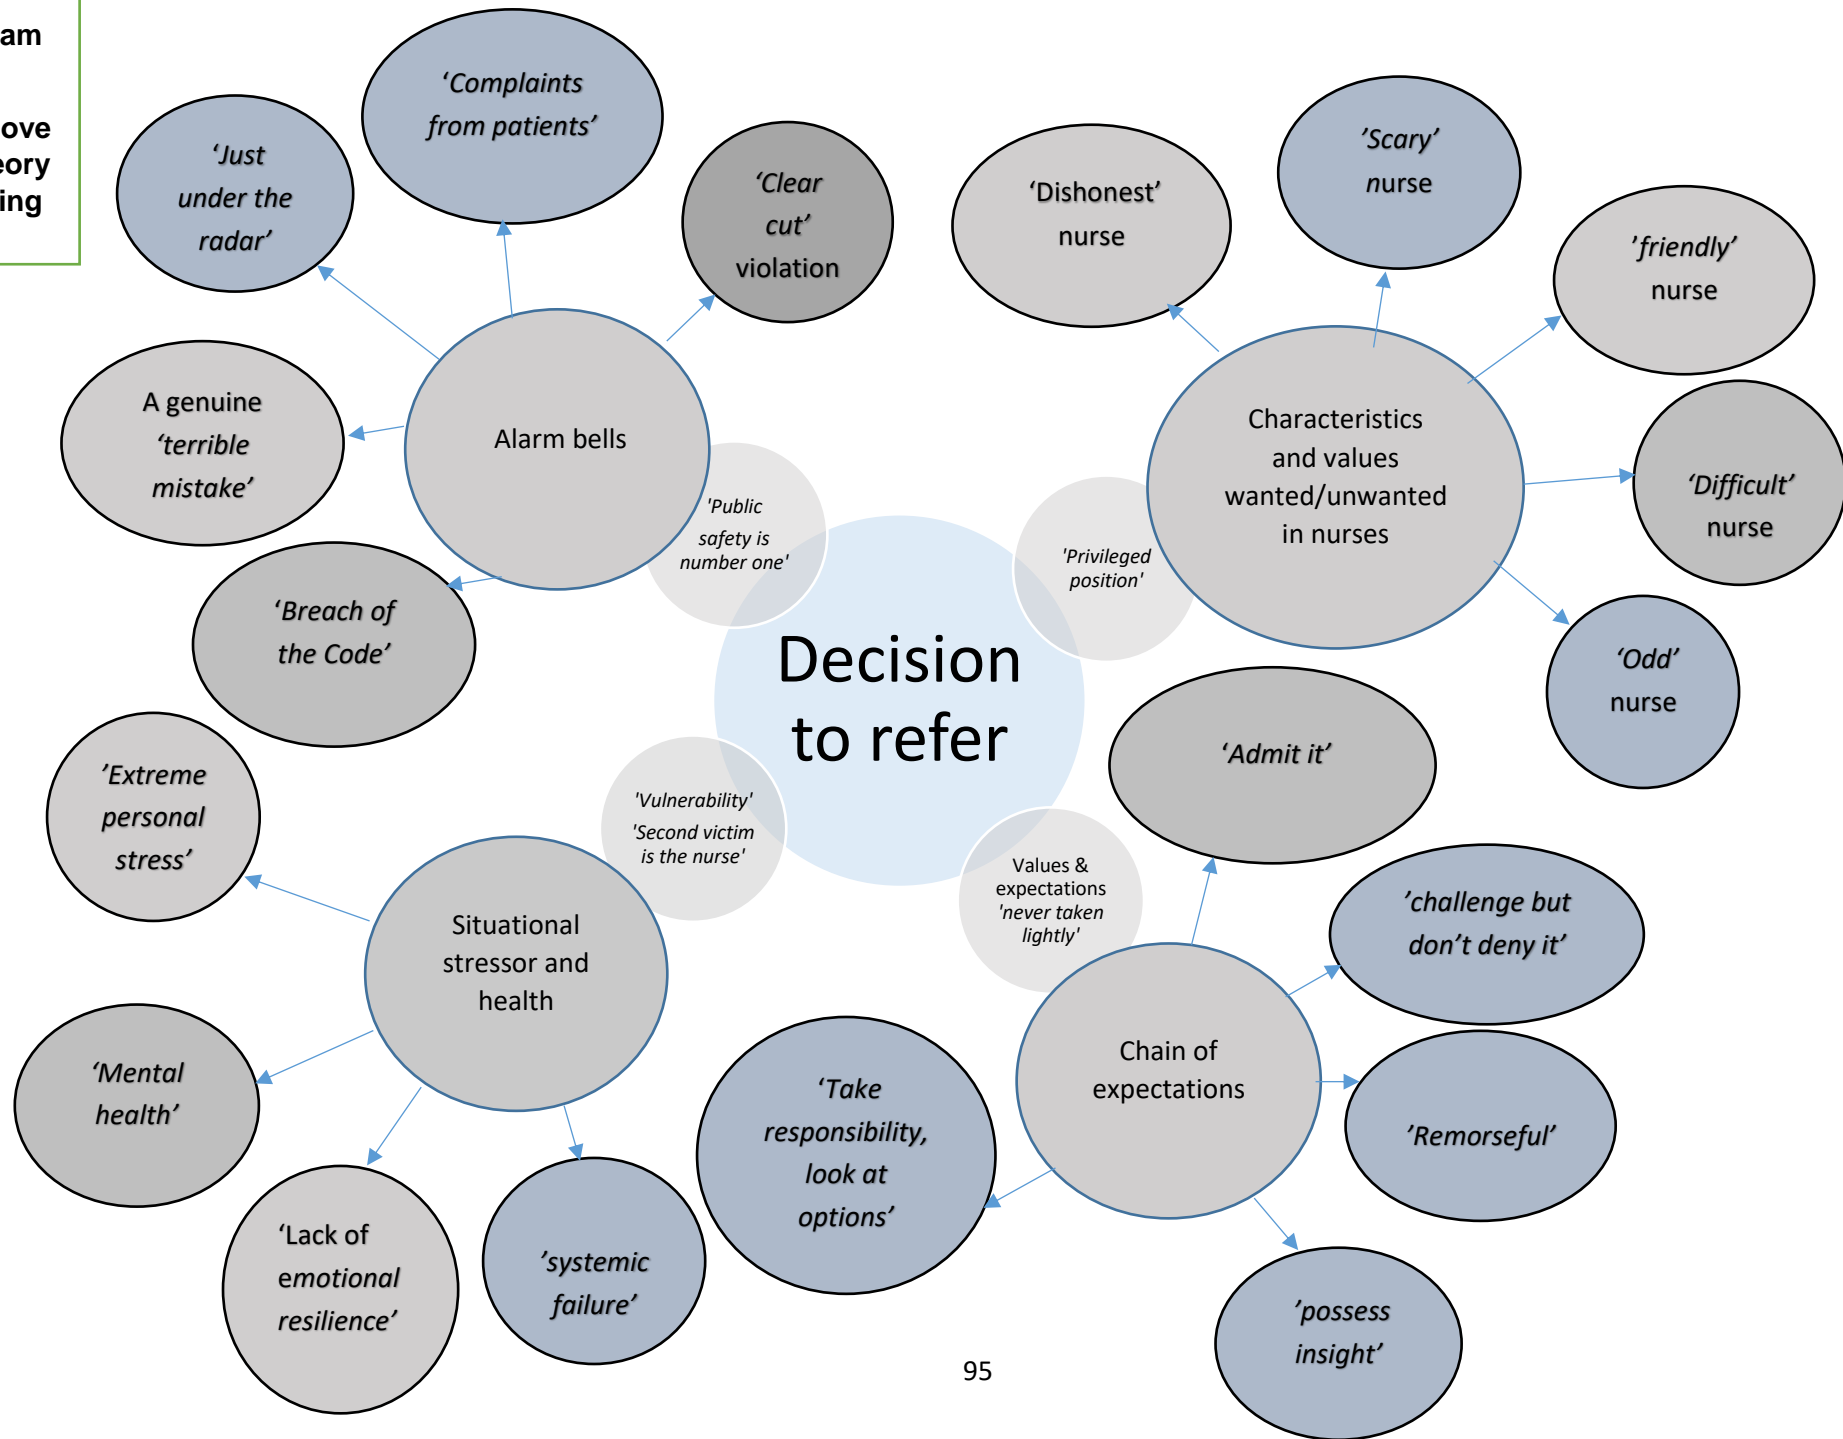 am
ove
eory
ing
‘Complaints
from patients’
‘Just
under the
radar’
‘Clear
cut’
violation
A genuine
‘terrible
mistake’
Alarm bells
‘Breach of
the Code’
'Public
safety is
number one'
‘Dishonest’
nurse
’Scary’
nurse
’friendly’
nurse
Characteristics
and values
wanted/unwanted
in nurses
‘Difficult’
nurse
‘Odd’
nurse
'Privileged
position'
Decision
to refer
’Extreme
personal
stress’
'Vulnerability'
'Second victim
is the nurse'
Situational
stressor and
health
‘Mental
health’
‘Lack of
emotional
resilience’
’systemic
failure’
Values &
expectations
'never taken
lightly'
‘Admit it’
’challenge but
don’t deny it’
Chain of
expectations
’Remorseful’
‘Take
responsibility,
look at
options’
’possess
insight’
95